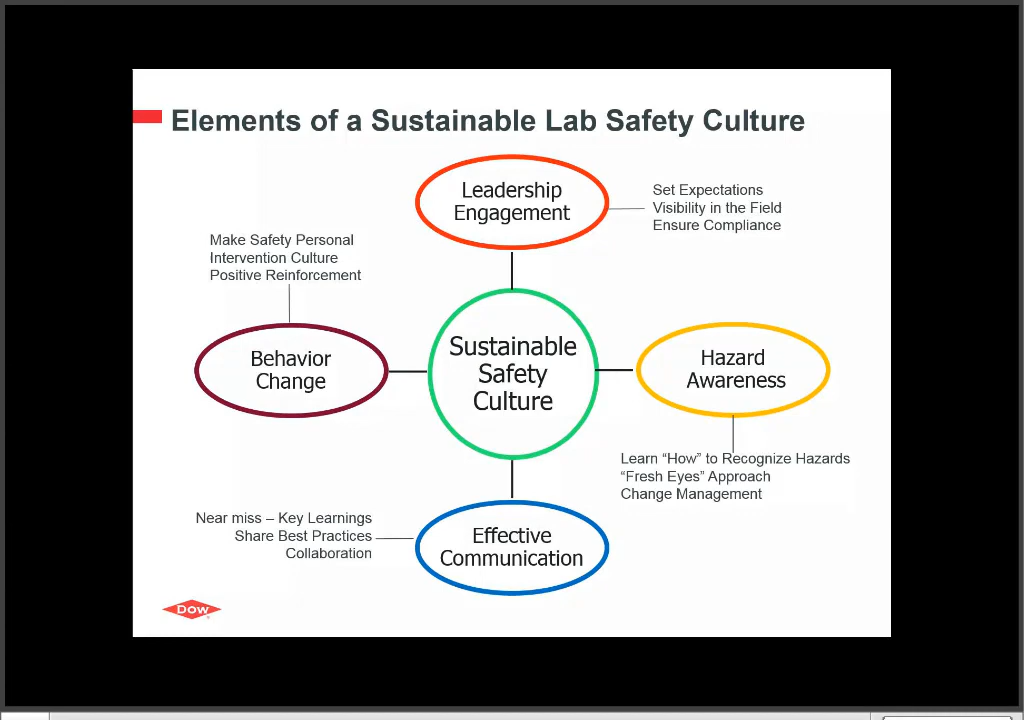 Elements of a Sustainable Lab Safety Culture
Leadership
Engagement
Set Expectations
Visibility in the Field
Ensure Compliance
Make Safety Personal
Intervention Culture
Positive Reinforcement
Behavior
Change
Sustainable
Safety
Culture
Hazard
Awareness
Learn “How” to Recognize Hazards
“Fresh Eyes” Approach
Change Management
Near miss – Key Learnings
Share Best Practices
Collaboration
Effective
Communication
Dow